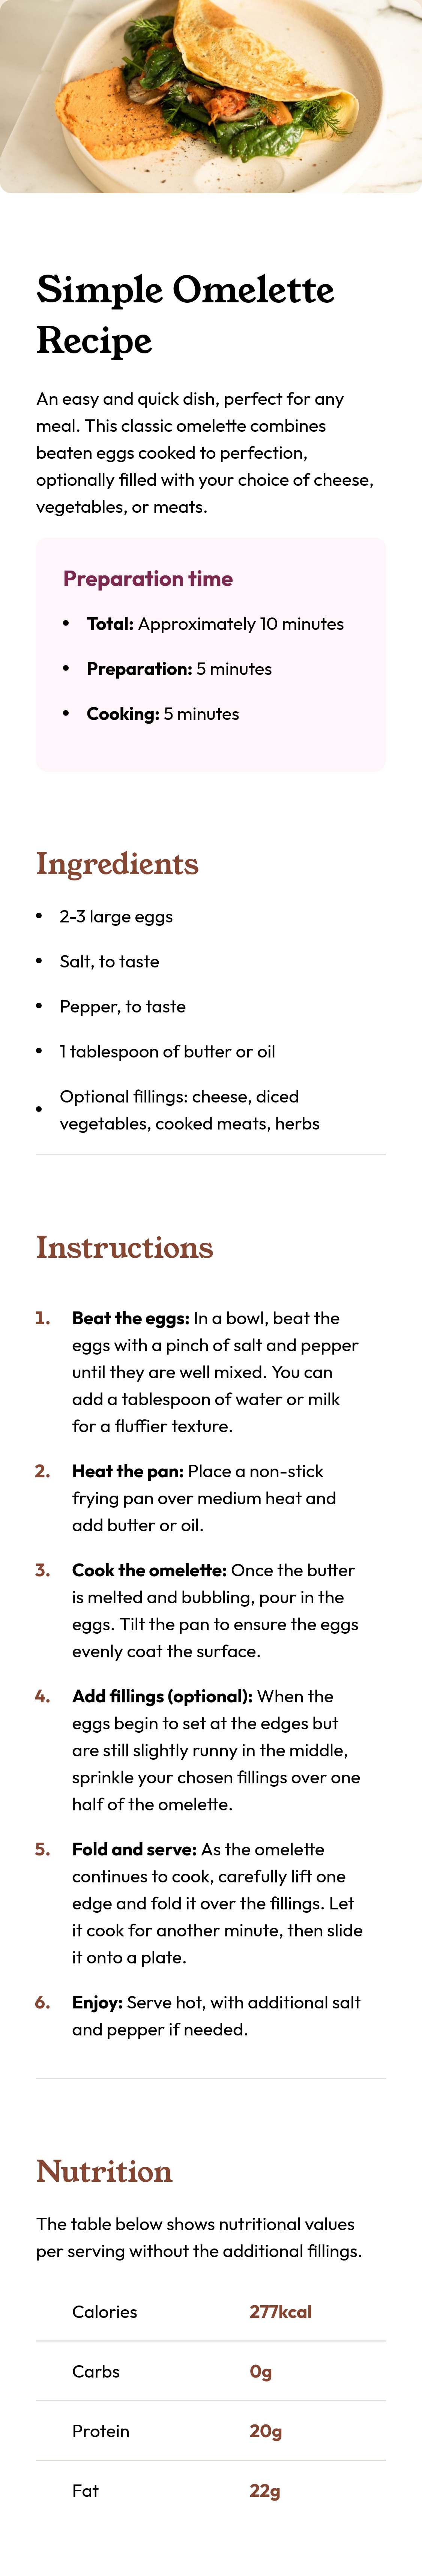 Simple Omelette
Recipe
An easy and quick dish, perfect for any
meal. This classic omelette combines
beaten eggs cooked to perfection,
optionally filled with your choice of cheese,
vegetables, or meats.
Preparation time
• Total: Approximately 10 minutes
• Preparation: 5 minutes
• Cooking: 5 minutes
Ingredients
• 2-3 large eggs
• Salt, to taste
• Pepper, to taste
• 1 tablespoon of butter or oil
• Optional fillings: cheese, diced
vegetables, cooked meats, herbs
Instructions
1. Beat the eggs: In a bowl, beat the
eggs with a pinch of salt and pepper
until they are well mixed. You can
add a tablespoon of water or milk
for a fluffier texture.
2. Heat the pan: Place a non-stick
frying pan over medium heat and
add butter or oil.
3. Cook the omelette: Once the butter
is melted and bubbling, pour in the
eggs. Tilt the pan to ensure the eggs
evenly coat the surface.
4. Add fillings (optional): When the
eggs begin to set at the edges but
are still slightly runny in the middle,
sprinkle your chosen fillings over one
half of the omelette.
5. Fold and serve: As the omelette
continues to cook, carefully lift one
edge and fold it over the fillings. Let
it cook for another minute, then slide
it onto a plate.
6. Enjoy: Serve hot, with additional salt
and pepper if needed.
Nutrition
The table below shows nutritional values
per serving without the additional fillings.
Calories 277kcal
Carbs 0g
Protein 20g
Fat 22g